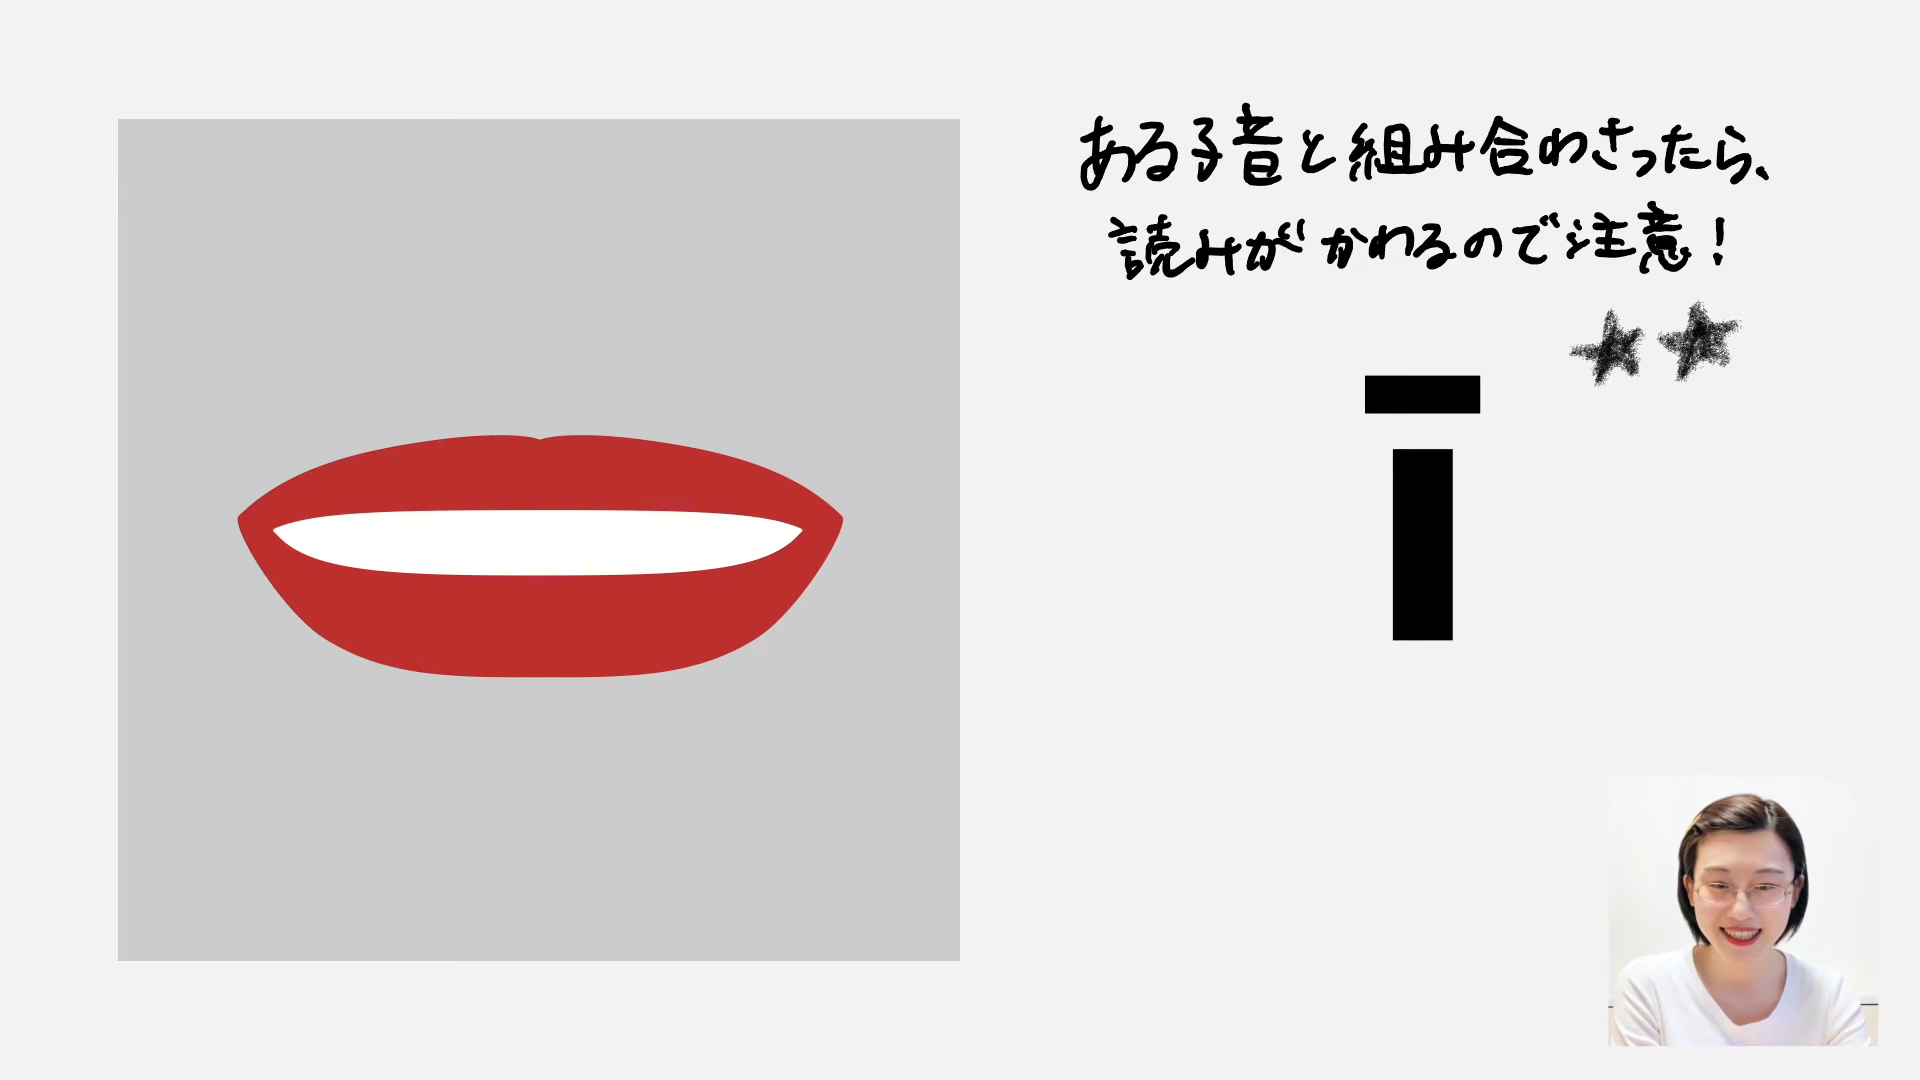 ある子音と組み合わさったら、
読みがかわるので注意！
ī